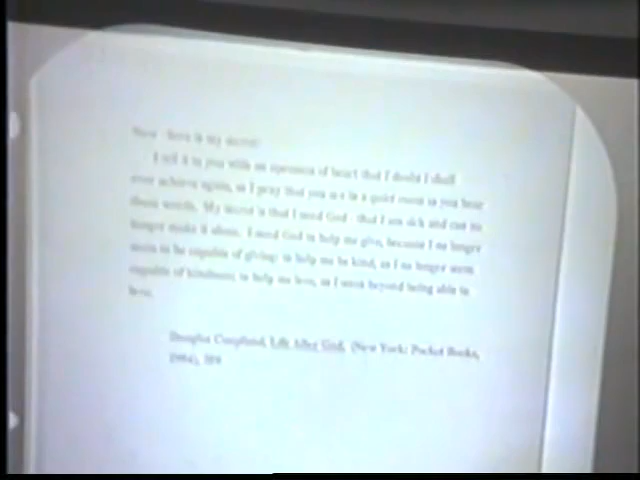 Now - here is my secret:
I tell it to you with an openness of heart that I doubt I shall
ever achieve again, so I pray that you are in a quiet room as you hear
these words. My secret is that I need God - that I am sick and can no
longer make it alone. I need God to help me give, because I no longer
seem to be capable of giving; to help me be kind, as I no longer seem
capable of kindness; to help me love, as I seem beyond being able to
love.
Douglas Coupland, Life After God, (New York: Pocket Books,
1994), 359